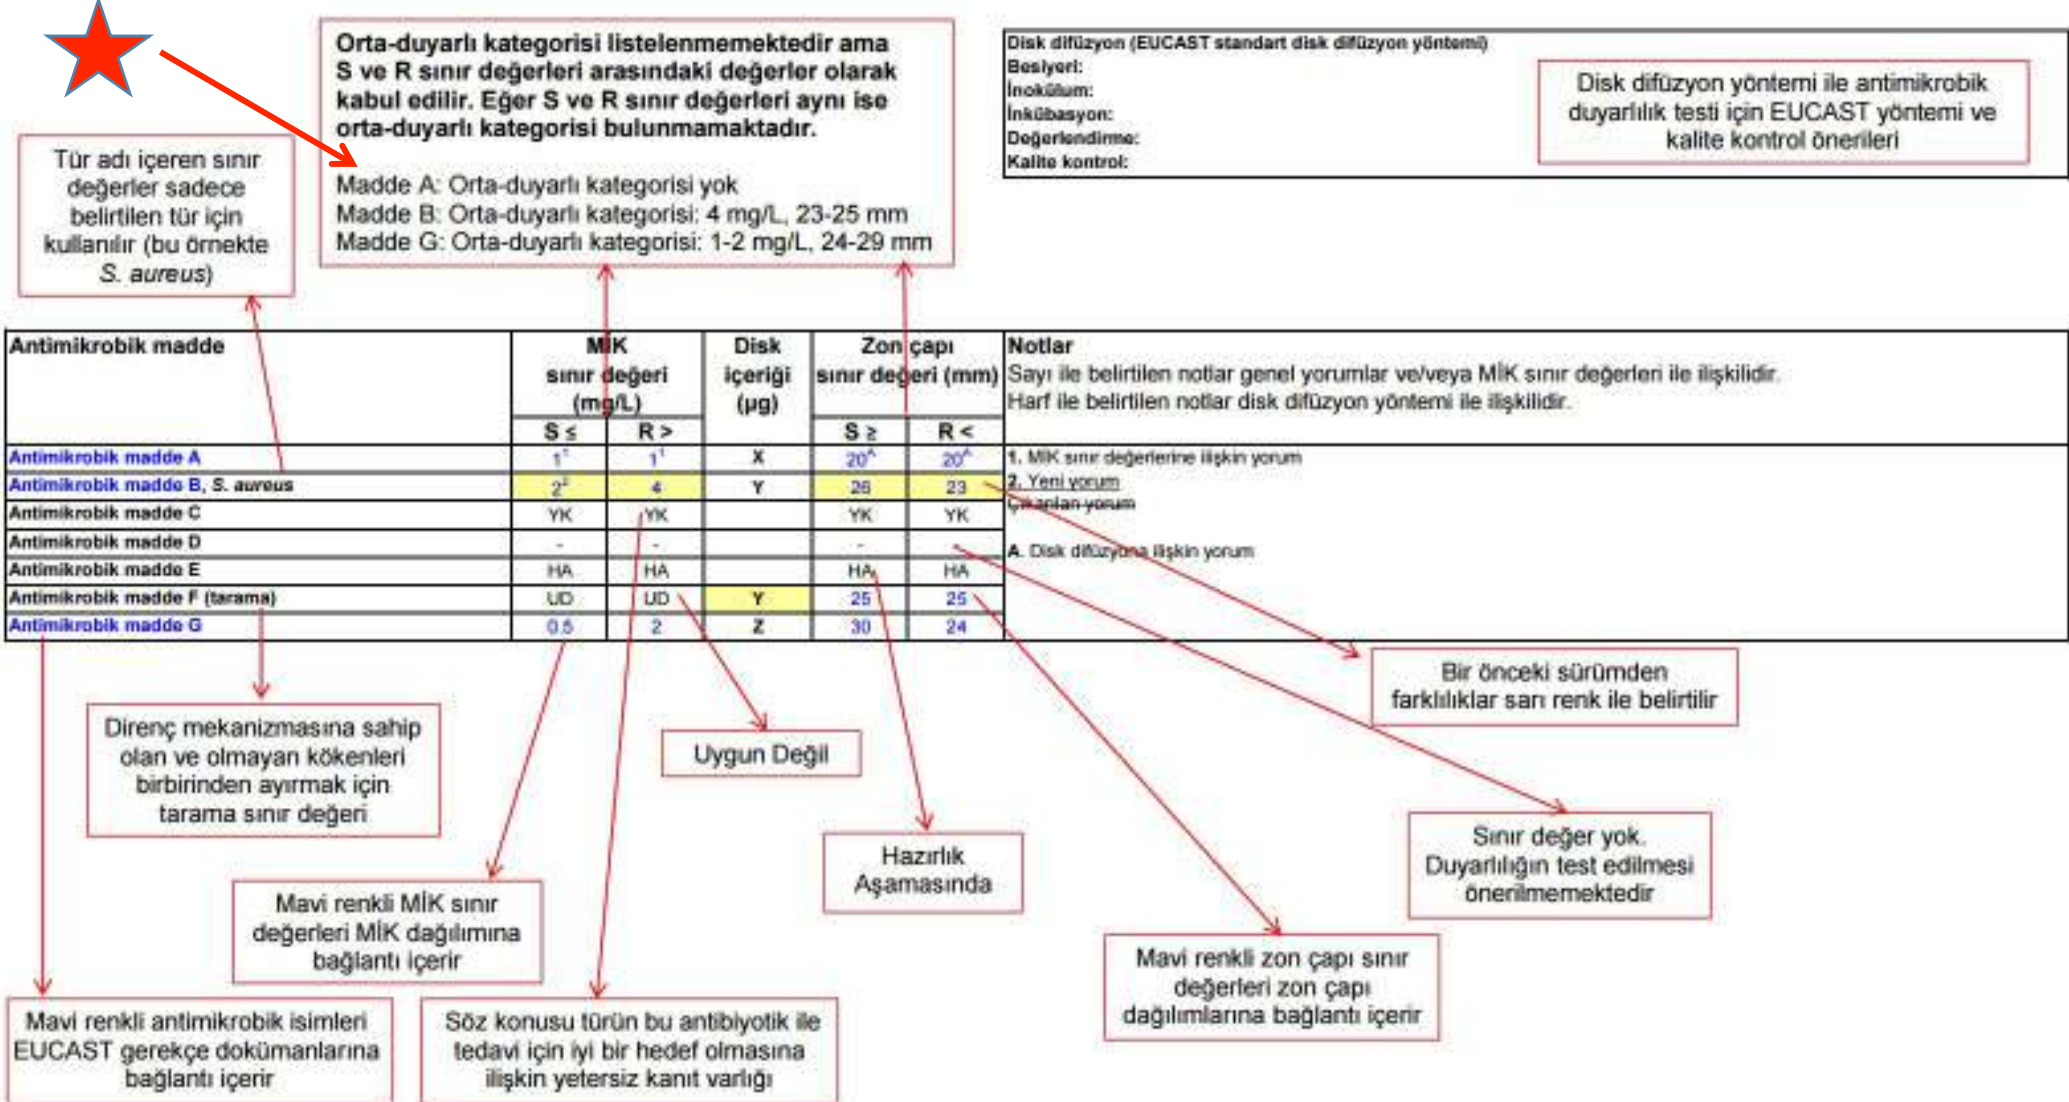 Orta-duyarlı kategorisi listelenmemektedir ama
S ve R sınır değerleri arasındaki değerler olarak
kabul edilir. Eğer S ve R sınır değerleri aynı ise
orta-duyarlı kategorisi bulunmamaktadır.
Madde A: Orta-duyarlı kategorisi yok
Madde B: Orta-duyarlı kategorisi: 4 mg/L, 23-25 mm
Madde G: Orta-duyarlı kategorisi: 1-2 mg/L, 24-29 mm
Disk difüzyon (EUCAST standart disk difüzyon yöntemi)
Besiyeri:
İnokülum:
İnkübasyon:
Değerlendirme:
Kalite kontrol:
Disk difüzyon yöntemi ile antimikrobik
duyarlılık testi için EUCAST yöntemi ve
kalite kontrol önerileri
Tür adı içeren sınır
değerler sadece
belirtilen tür için
kullanılır (bu örnekte
S. aureus)
Antimikrobik madde
MİK
sınır değeri
(mg/L)
Disk
içeriği
(µg)
Zon çapı
sınır değeri (mm)
Notlar
Sayı ile belirtilen notlar genel yorumlar ve/veya MİK sınır değerleri ile ilişkilidir.
Harf ile belirtilen notlar disk difüzyon yöntemi ile ilişkilidir.
S ≤ R > S ≥ R <
Antimikrobik madde A 1¹ 1¹ X 20ᴬ 20ᴬ
Antimikrobik madde B, S. aureus 2² 4 Y 26 23
Antimikrobik madde C YK YK YK YK
Antimikrobik madde D - - - -
Antimikrobik madde E HA HA HA HA
Antimikrobik madde F (tarama) UD UD Y 25 25
Antimikrobik madde G 0.5 2 Z 30 24
1. MİK sınır değerlerine ilişkin yorum
2. Yeni yorum
Çıkarılan yorum
A. Disk difüzyona ilişkin yorum
Bir önceki sürümden
farklılıklar sarı renk ile belirtilir
Direnç mekanizmasına sahip
olan ve olmayan kökenleri
birbirinden ayırmak için
tarama sınır değeri
Uygun Değil
Hazırlık
Aşamasında
Sınır değer yok.
Duyarlılığın test edilmesi
önerilmemektedir
Mavi renkli MİK sınır
değerleri MİK dağılımına
bağlantı içerir
Mavi renkli zon çapı sınır
değerleri zon çapı
dağılımlarına bağlantı içerir
Mavi renkli antimikrobik isimleri
EUCAST gerekçe dokümanlarına
bağlantı içerir
Söz konusu türün bu antibiyotik ile
tedavi için iyi bir hedef olmasına
ilişkin yetersiz kanıt varlığı